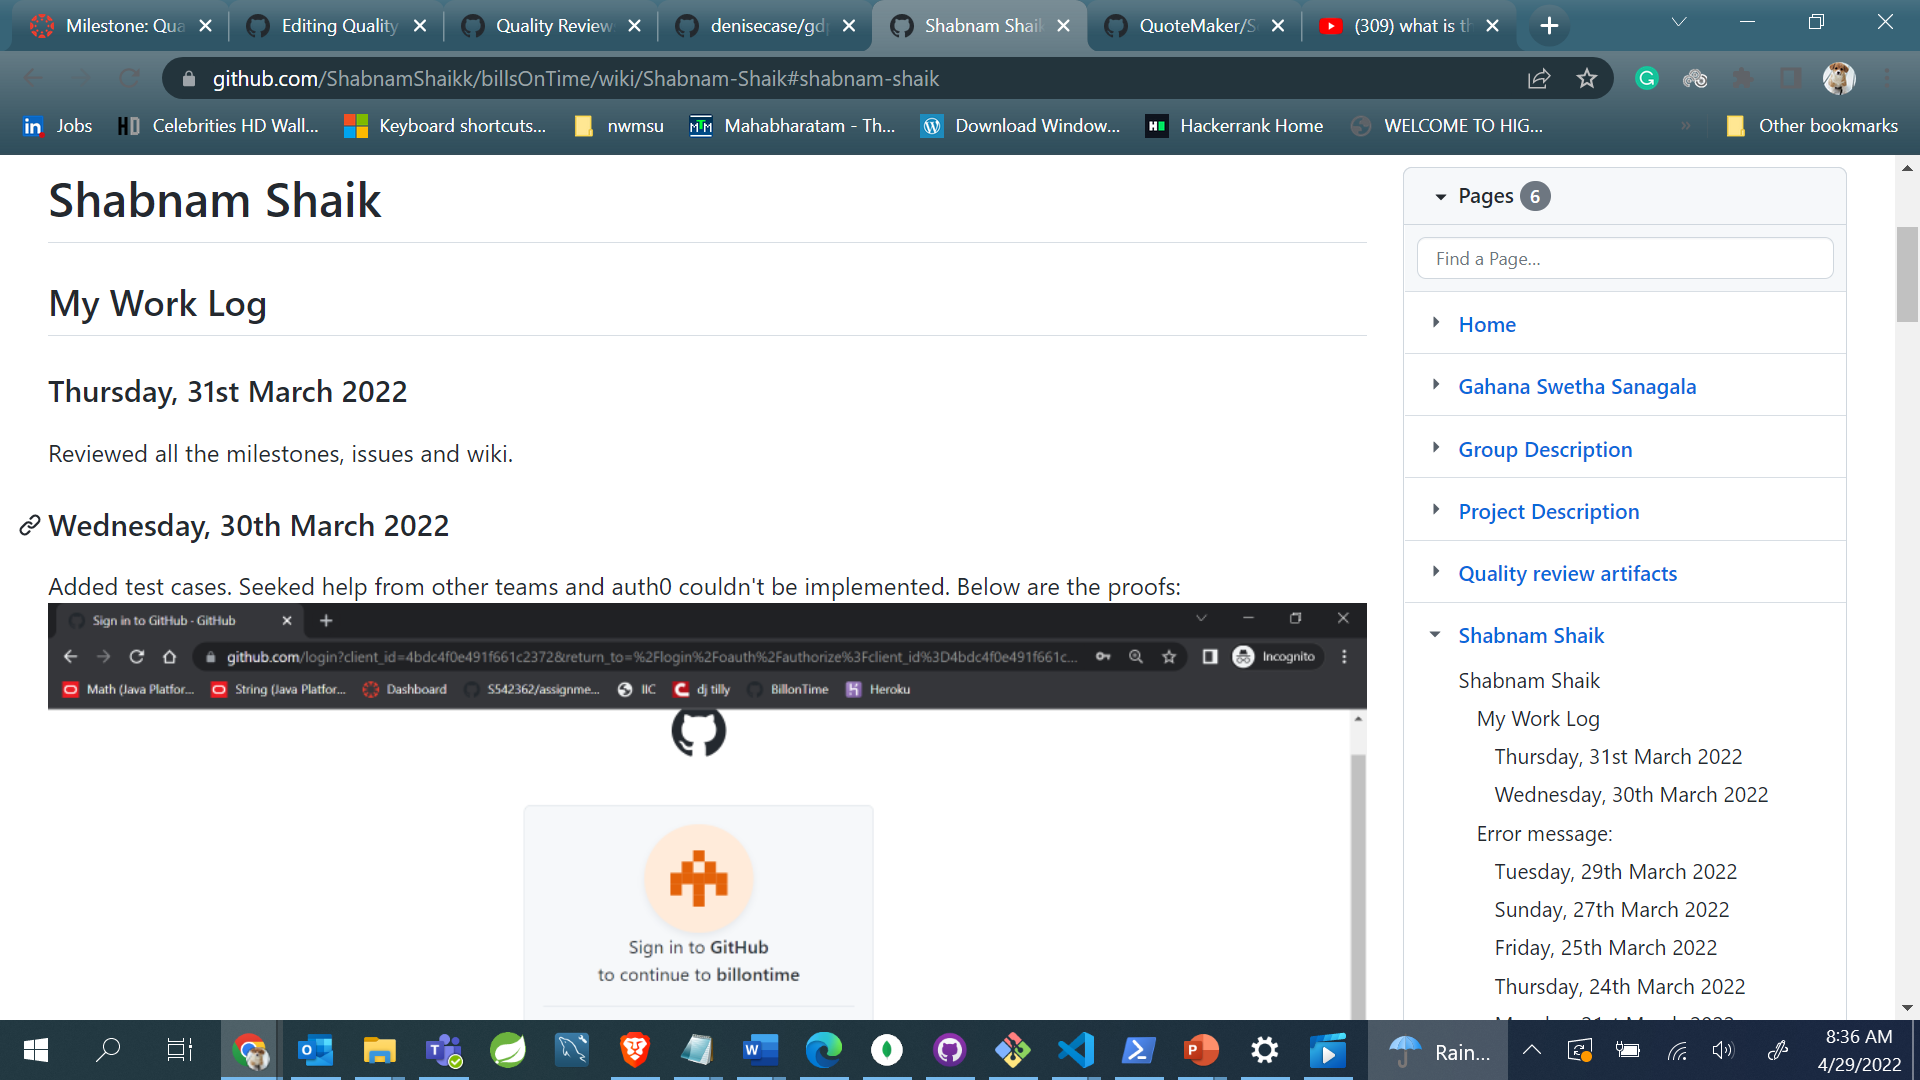 Milestone: Qua
Editing Quality
Quality Review
denisecase/gdp
Shabnam Shaik
QuoteMaker/S
(309) what is th
github.com/ShabnamShaikk/billsOnTime/wiki/Shabnam-Shaik#shabnam-shaik
Jobs
Celebrities HD Wall...
Keyboard shortcuts...
nwmsu
Mahabharatam - Th...
Download Window...
Hackerrank Home
WELCOME TO HIG...
Other bookmarks
Shabnam Shaik
My Work Log
Thursday, 31st March 2022
Reviewed all the milestones, issues and wiki.
Wednesday, 30th March 2022
Added test cases. Seeked help from other teams and auth0 couldn't be implemented. Below are the proofs:
Sign in to GitHub · GitHub
github.com/login?client_id=4bdc4f0e491f661c2372&return_to=%2Flogin%2Foauth%2Fauthorize%3Fclient_id%3D4bdc4f0e491f661c...
Incognito
Math (Java Platfor...
String (Java Platfor...
Dashboard
S542362/assignme...
IIC
dj tilly
BillonTime
Heroku
Sign in to GitHub
to continue to billontime
Pages 6
Find a Page...
Home
Gahana Swetha Sanagala
Group Description
Project Description
Quality review artifacts
Shabnam Shaik
Shabnam Shaik
My Work Log
Thursday, 31st March 2022
Wednesday, 30th March 2022
Error message:
Tuesday, 29th March 2022
Sunday, 27th March 2022
Friday, 25th March 2022
Thursday, 24th March 2022
Rain...
8:36 AM
4/29/2022